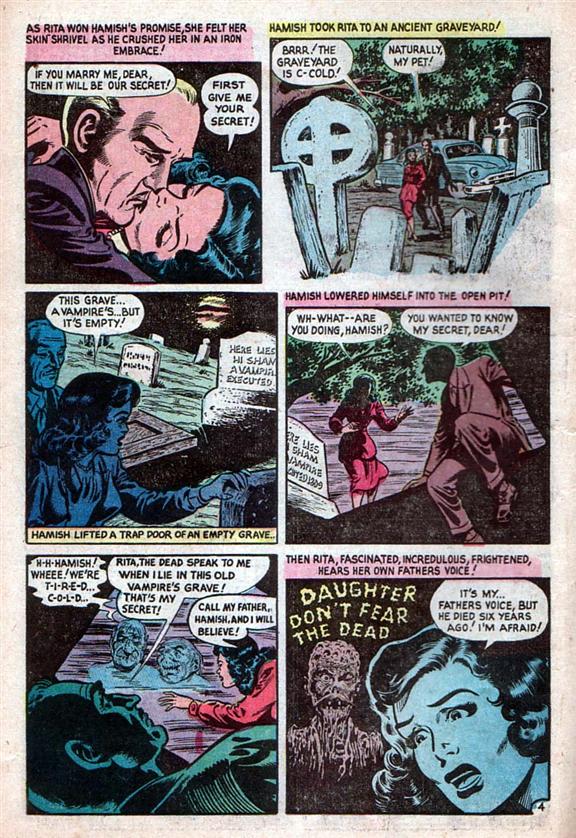 AS RITA WON HAMISH'S PROMISE, SHE FELT HER
SKIN SHRIVEL AS HE CRUSHED HER IN AN IRON
EMBRACE!
IF YOU MARRY ME, DEAR,
THEN IT WILL BE OUR SECRET!
FIRST
GIVE ME
YOUR
SECRET!
HAMISH TOOK RITA TO AN ANCIENT GRAVEYARD!
BRRR! THE
GRAVEYARD
IS C-COLD!
NATURALLY,
MY PET!
THIS GRAVE...
A VAMPIRE'S...BUT
IT'S EMPTY!
HERE LIES
HI SHAM
A VAMPIR
EXECUTED
HAMISH LIFTED A TRAP DOOR OF AN EMPTY GRAVE..
HAMISH LOWERED HIMSELF INTO THE OPEN PIT!
WH-WHAT--ARE
YOU DOING, HAMISH?
YOU WANTED TO KNOW
MY SECRET, DEAR!
ERE LIES
I SHAM
VAMPIRE
H-H-HAMISH!
WHEEE! WE'RE
T-I-R-E-D...
C-O-L-D...
RITA, THE DEAD SPEAK TO ME
WHEN I LIE IN THIS OLD
VAMPIRE'S GRAVE!
THAT'S MY
SECRET!
CALL MY FATHER,
HAMISH, AND I WILL
BELIEVE!
THEN RITA, FASCINATED, INCREDULOUS, FRIGHTENED,
HEARS HER OWN FATHERS VOICE!
DAUGHTER
DON'T FEAR
THE DEAD
IT'S MY...
FATHERS VOICE, BUT
HE DIED SIX YEARS
AGO! I'M AFRAID!
4